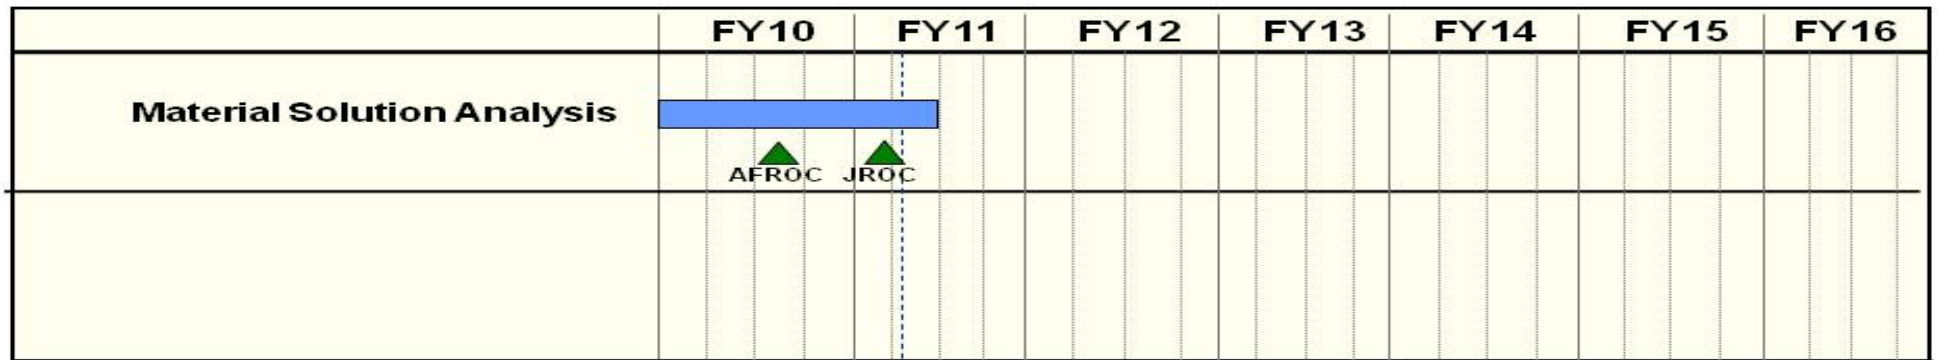 FY10 FY11 FY12 FY13 FY14 FY15 FY16
Material Solution Analysis
AFROC JROC